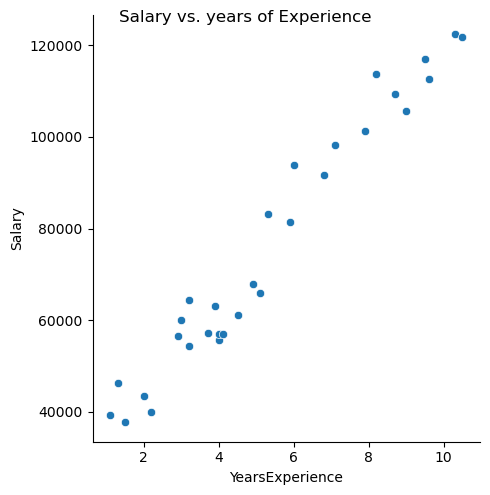 Salary vs. years of Experience
120000
100000
80000
60000
40000
Salary
2 4 6 8 10
YearsExperience